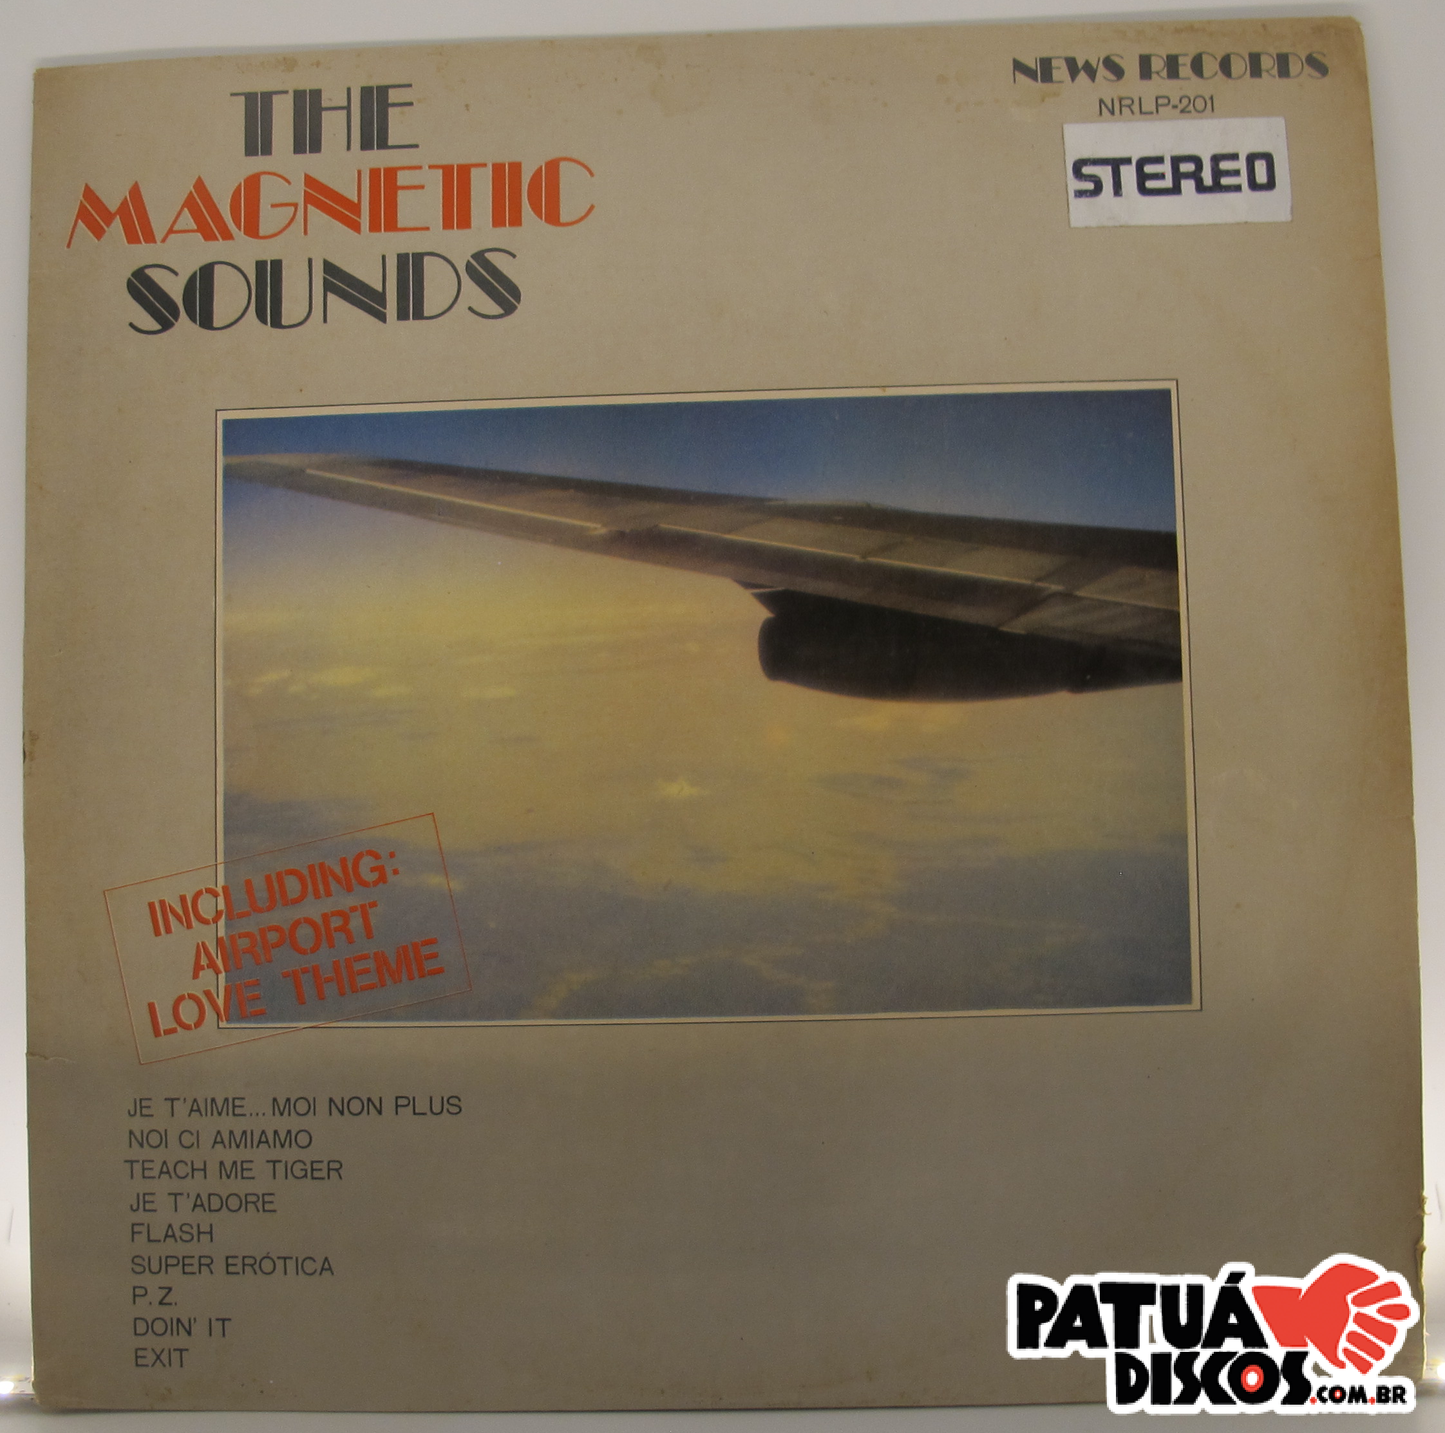 THE
MAGNETIC
SOUNDS
NEWS RECORDS
NRLP-201
STEREO
INCLUDING:
AIRPORT
LOVE THEME
JE T'AIME...MOI NON PLUS
NOI CI AMIAMO
TEACH ME TIGER
JE T'ADORE
FLASH
SUPER ERÓTICA
P.Z.
DOIN' IT
EXIT
PATUÁ
DISCOS.COM.BR